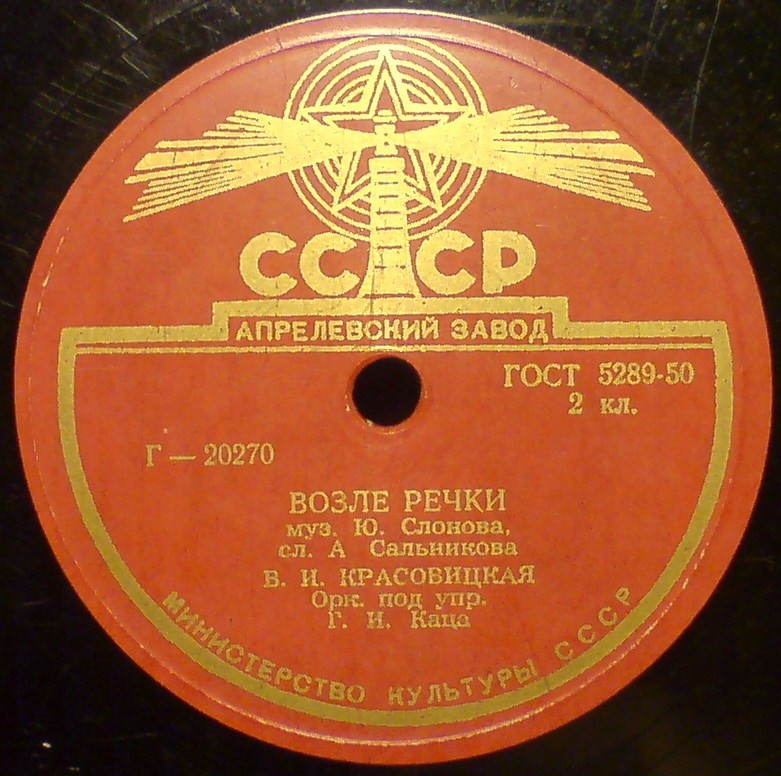 СССР
АПРЕЛЕВСКИЙ ЗАВОД
ГОСТ 5289-50
2 кл.
Г — 20270
ВОЗЛЕ РЕЧКИ
муз. Ю. Слонова,
сл. А Сальникова
В. И. КРАСОВИЦКАЯ
Орк. под упр.
Г. И. Каца
МИНИСТЕРСТВО КУЛЬТУРЫ СССР